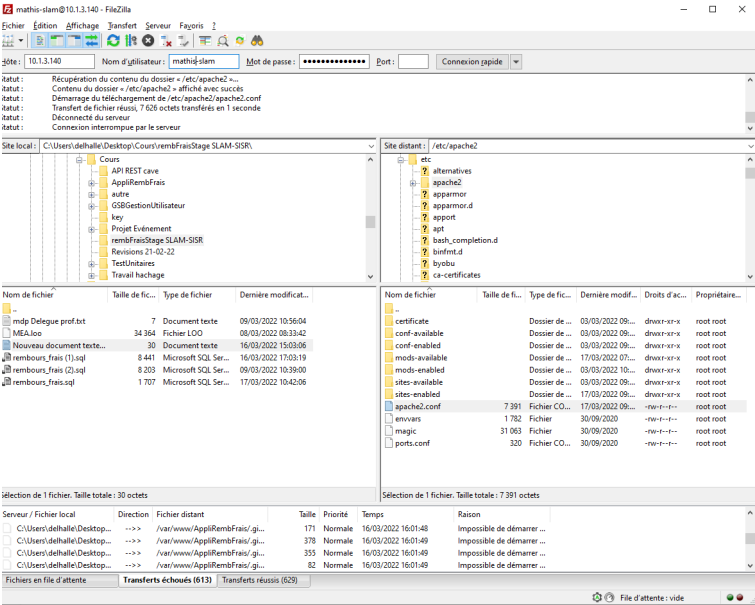 mathis-slam@10.1.3.140 - FileZilla
Fichier Édition Affichage Transfert Serveur Favoris ?
Hôte : 10.1.3.140 Nom d'utilisateur : mathis-slam Mot de passe : •••••••••••••• Port : Connexion rapide
Statut : Récupération du contenu du dossier « /etc/apache2 »...
Statut : Contenu du dossier « /etc/apache2 » affiché avec succès
Statut : Démarrage du téléchargement de /etc/apache2/apache2.conf
Statut : Transfert de fichier réussi, 7 626 octets transférés en 1 seconde
Statut : Déconnecté du serveur
Statut : Connexion interrompue par le serveur
Site local : C:\Users\delhalle\Desktop\Cours\rembFraisStage SLAM-SISR\
Cours
API REST cave
AppliRembFrais
autre
GSBGestionUtilisateur
key
Projet Evénement
rembFraisStage SLAM-SISR
Revisions 21-02-22
TestUnitaires
Travail hachage
Site distant : /etc/apache2
etc
alternatives
apache2
apparmor
apparmor.d
apport
apt
bash_completion.d
binfmt.d
byobu
ca-certificates
Nom de fichier Taille de fic... Type de fichier Dernière modificat...
..
mdp Delegue prof.txt 7 Document texte 09/03/2022 10:56:04
MEA.loo 34 364 Fichier LOO 08/03/2022 08:33:42
Nouveau document texte... 30 Document texte 16/03/2022 15:03:06
rembours_frais (1).sql 8 441 Microsoft SQL Ser... 16/03/2022 17:03:19
rembours_frais (2).sql 8 203 Microsoft SQL Ser... 09/03/2022 10:39:00
rembours_frais.sql 1 707 Microsoft SQL Ser... 17/03/2022 10:42:06
Sélection de 1 fichier. Taille totale : 30 octets
Nom de fichier Taille de fi... Type de fic... Dernière modif... Droits d'ac... Propriétaire...
..
certificate Dossier de ... 03/03/2022 09:... drwxr-xr-x root root
conf-available Dossier de ... 03/03/2022 09:... drwxr-xr-x root root
conf-enabled Dossier de ... 03/03/2022 09:... drwxr-xr-x root root
mods-available Dossier de ... 17/03/2022 07:... drwxr-xr-x root root
mods-enabled Dossier de ... 03/03/2022 10:... drwxr-xr-x root root
sites-available Dossier de ... 03/03/2022 09:... drwxr-xr-x root root
sites-enabled Dossier de ... 17/03/2022 09:... drwxr-xr-x root root
apache2.conf 7 391 Fichier CO... 17/03/2022 09:... -rw-r--r-- root root
envvars 1 782 Fichier 30/09/2020 -rw-r--r-- root root
magic 31 063 Fichier 30/09/2020 -rw-r--r-- root root
ports.conf 320 Fichier CO... 30/09/2020 -rw-r--r-- root root
Sélection de 1 fichier. Taille totale : 7 391 octets
Serveur / Fichier local Direction Fichier distant Taille Priorité Temps Raison
C:\Users\delhalle\Desktop... -->> /var/www/AppliRembFrais/.gi... 171 Normale 16/03/2022 16:01:48 Impossible de démarrer ...
C:\Users\delhalle\Desktop... -->> /var/www/AppliRembFrais/.gi... 378 Normale 16/03/2022 16:01:49 Impossible de démarrer ...
C:\Users\delhalle\Desktop... -->> /var/www/AppliRembFrais/.gi... 355 Normale 16/03/2022 16:01:49 Impossible de démarrer ...
C:\Users\delhalle\Desktop... -->> /var/www/AppliRembFrais/.gi... 82 Normale 16/03/2022 16:01:49 Impossible de démarrer ...
Fichiers en file d'attente Transferts échoués (613) Transferts réussis (629)
File d'attente : vide